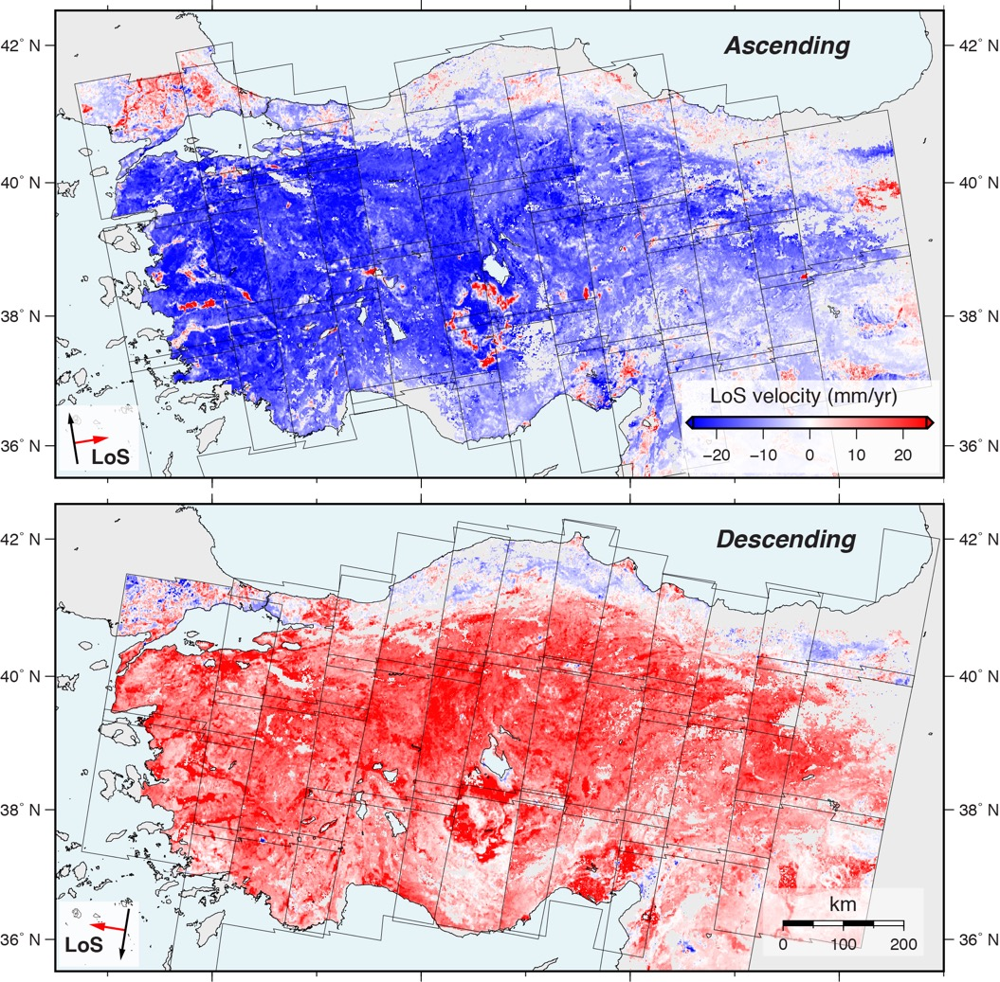 Ascending
42° N 42° N
40° N 40° N
38° N 38° N
LoS velocity (mm/yr)
36° N 36° N
LoS
−20 −10 0 10 20
Descending
42° N 42° N
40° N 40° N
38° N 38° N
km
LoS
0 100 200
36° N 36° N